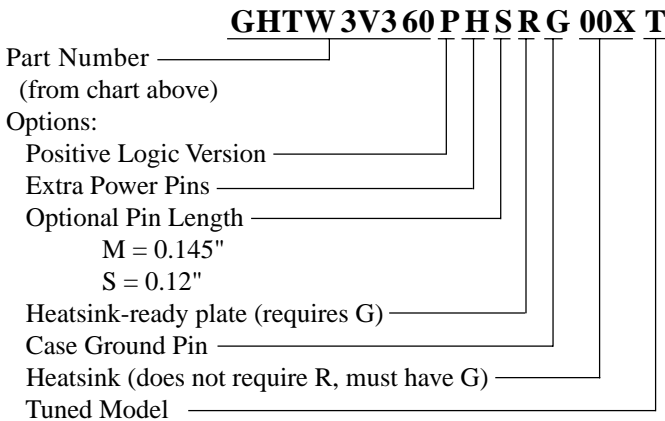 GHTW 3V3 60 P H S R G 00X T
Part Number
(from chart above)
Options:
Positive Logic Version
Extra Power Pins
Optional Pin Length
M = 0.145"
S = 0.12"
Heatsink-ready plate (requires G)
Case Ground Pin
Heatsink (does not require R, must have G)
Tuned Model